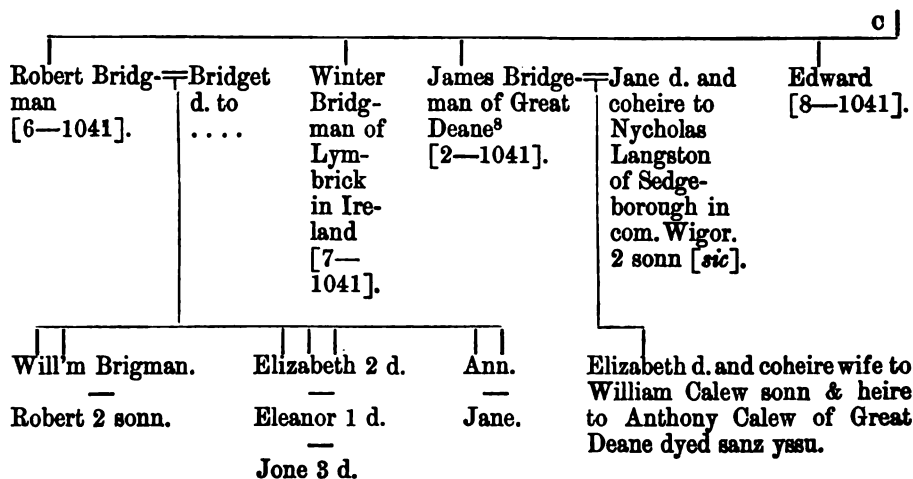 C
Robert Bridg-
man
[6—1041].
Bridget
d. to
. . . .
Winter
Bridg-
man of
Lym-
brick
in Ire-
land
[7—
1041].
James Bridge-
man of Great
Deane⁸
[2—1041].
Jane d. and
coheire to
Nycholas
Langston
of Sedge-
borough in
com. Wigor.
2 sonn [sic].
Edward
[8—1041].
Will'm Brigman.
—
Robert 2 sonn.
Elizabeth 2 d.
—
Eleanor 1 d.
—
Jone 3 d.
Ann.
—
Jane.
Elizabeth d. and coheire wife to
William Calew sonn & heire
to Anthony Calew of Great
Deane dyed sanz yssu.